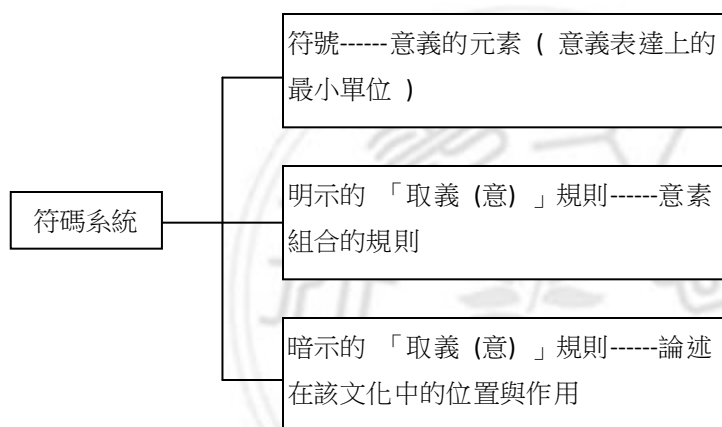 符號------意義的元素 ( 意義表達上的
最小單位 )
符碼系統
明示的 「取義 (意) 」規則------意素
組合的規則
暗示的 「取義 (意) 」規則------論述
在該文化中的位置與作用